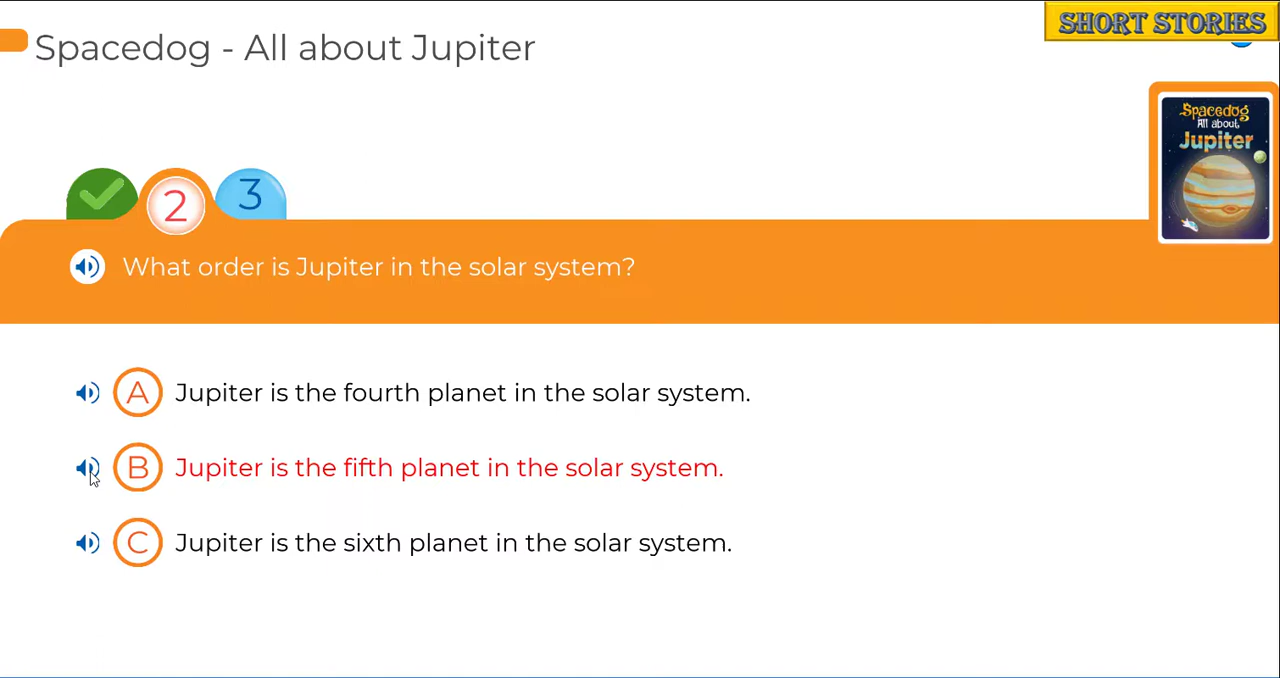 SHORT STORIES
Spacedog - All about Jupiter
Spacedog
All about
Jupiter
2
3
What order is Jupiter in the solar system?
A Jupiter is the fourth planet in the solar system.
B Jupiter is the fifth planet in the solar system.
C Jupiter is the sixth planet in the solar system.